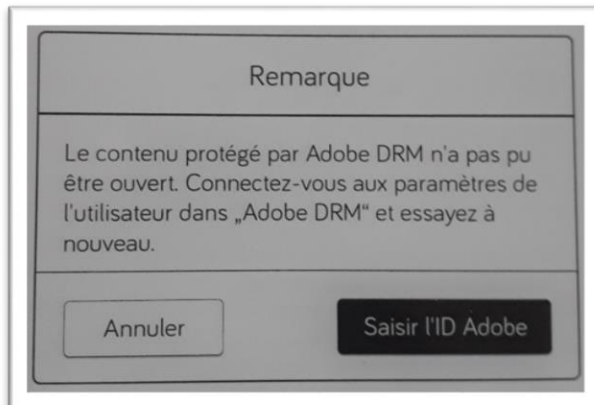 Remarque
Le contenu protégé par Adobe DRM n'a pas pu
être ouvert. Connectez-vous aux paramètres de
l'utilisateur dans „Adobe DRM“ et essayez à
nouveau.
Annuler
Saisir l'ID Adobe